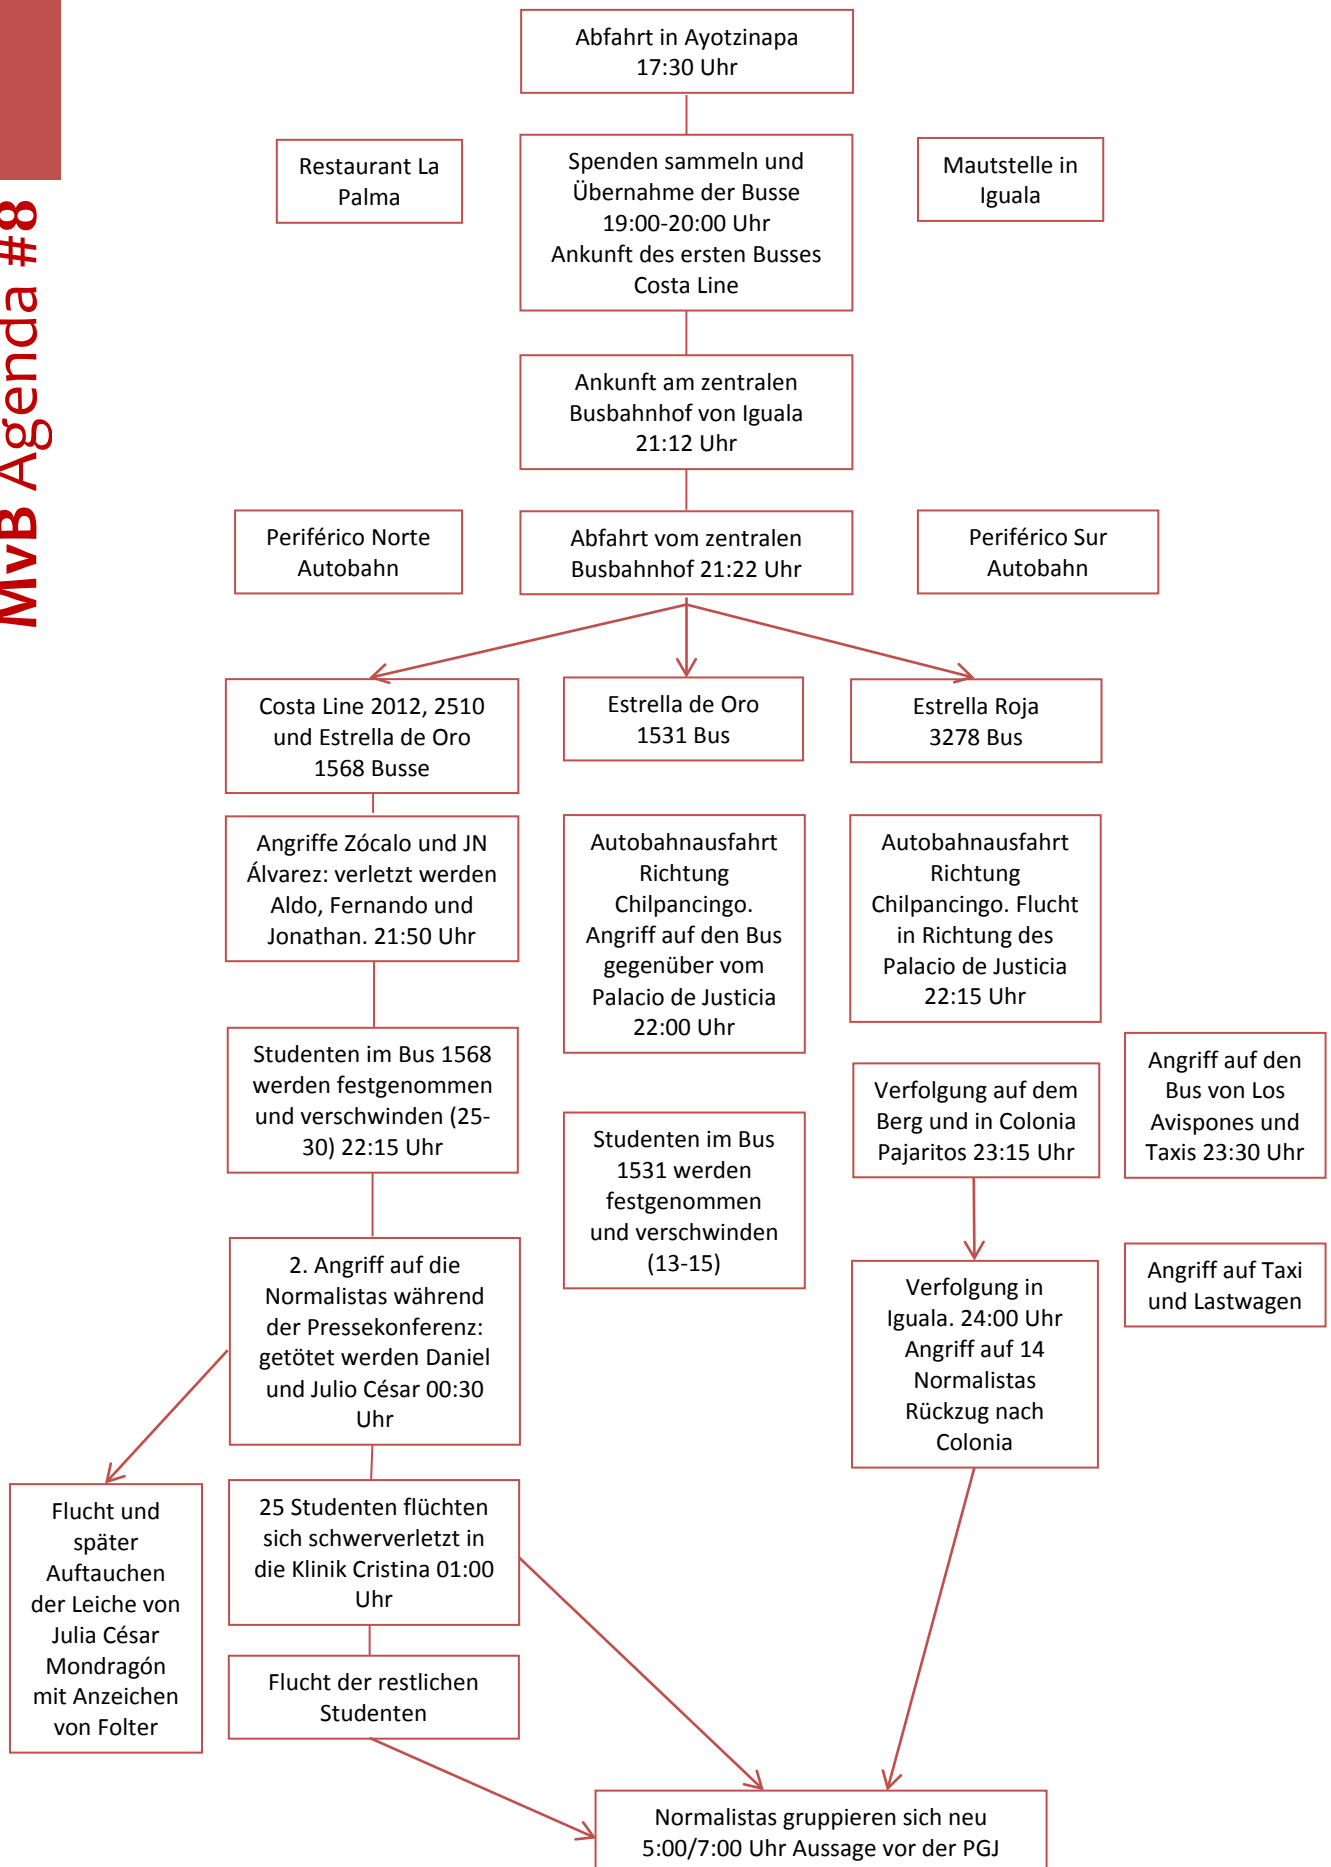 MvB Agenda #8
Abfahrt in Ayotzinapa
17:30 Uhr
Restaurant La
Palma
Spenden sammeln und
Übernahme der Busse
19:00-20:00 Uhr
Ankunft des ersten Busses
Costa Line
Mautstelle in
Iguala
Ankunft am zentralen
Busbahnhof von Iguala
21:12 Uhr
Periférico Norte
Autobahn
Abfahrt vom zentralen
Busbahnhof 21:22 Uhr
Periférico Sur
Autobahn
Costa Line 2012, 2510
und Estrella de Oro
1568 Busse
Estrella de Oro
1531 Bus
Estrella Roja
3278 Bus
Angriffe Zócalo und JN
Álvarez: verletzt werden
Aldo, Fernando und
Jonathan. 21:50 Uhr
Autobahnausfahrt
Richtung
Chilpancingo.
Angriff auf den Bus
gegenüber vom
Palacio de Justicia
22:00 Uhr
Autobahnausfahrt
Richtung
Chilpancingo. Flucht
in Richtung des
Palacio de Justicia
22:15 Uhr
Studenten im Bus 1568
werden festgenommen
und verschwinden (25-
30) 22:15 Uhr
Studenten im Bus
1531 werden
festgenommen
und verschwinden
(13-15)
Verfolgung auf dem
Berg und in Colonia
Pajaritos 23:15 Uhr
Angriff auf den
Bus von Los
Avispones und
Taxis 23:30 Uhr
2. Angriff auf die
Normalistas während
der Pressekonferenz:
getötet werden Daniel
und Julio César 00:30
Uhr
Verfolgung in
Iguala. 24:00 Uhr
Angriff auf 14
Normalistas
Rückzug nach
Colonia
Angriff auf Taxi
und Lastwagen
Flucht und
später
Auftauchen
der Leiche von
Julia César
Mondragón
mit Anzeichen
von Folter
25 Studenten flüchten
sich schwerverletzt in
die Klinik Cristina 01:00
Uhr
Flucht der restlichen
Studenten
Normalistas gruppieren sich neu
5:00/7:00 Uhr Aussage vor der PGJ